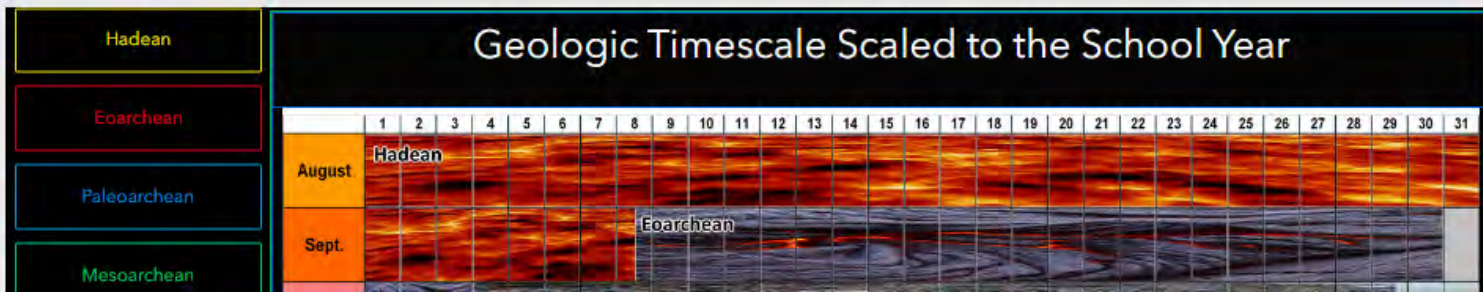 Hadean
Eoarchean
Paleoarchean
Mesoarchean
Geologic Timescale Scaled to the School Year
1 2 3 4 5 6 7 8 9 10 11 12 13 14 15 16 17 18 19 20 21 22 23 24 25 26 27 28 29 30 31
August
Hadean
Sept.
Eoarchean